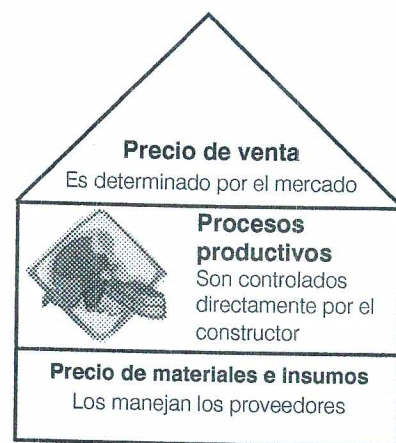 Precio de venta
Es determinado por el mercado
Procesos
productivos
Son controlados
directamente por el
constructor
Precio de materiales e insumos
Los manejan los proveedores